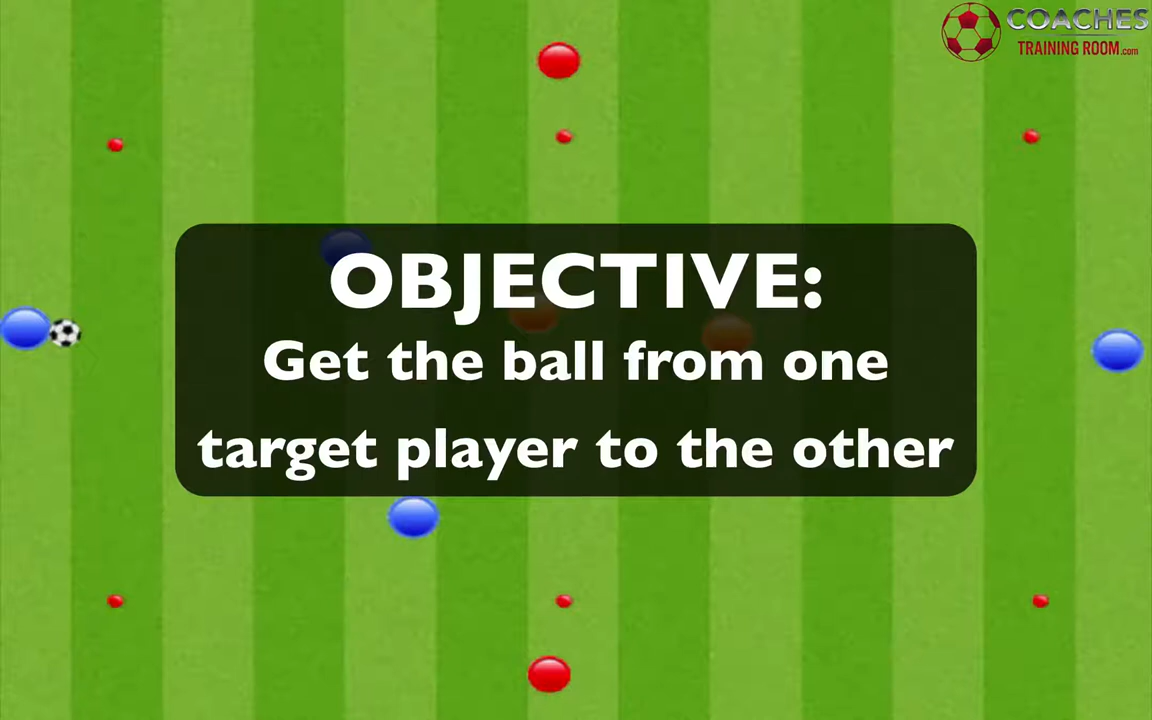 COACHES
TRAINING ROOM.com
OBJECTIVE:
Get the ball from one
target player to the other